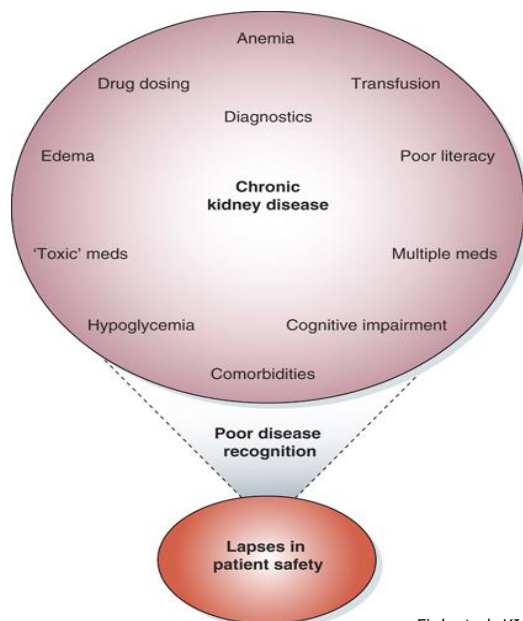 Anemia
Drug dosing
Transfusion
Diagnostics
Edema
Poor literacy
Chronic
kidney disease
'Toxic' meds
Multiple meds
Hypoglycemia
Cognitive impairment
Comorbidities
Poor disease
recognition
Lapses in
patient safety